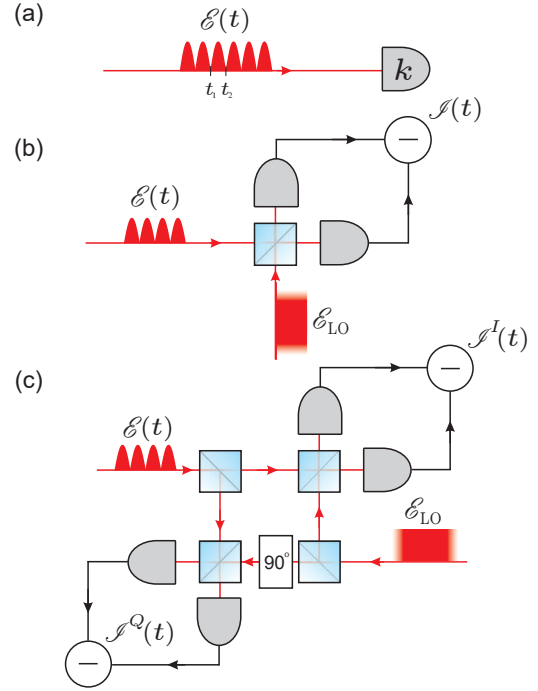 (a)
ℰ(t)
t₁ t₂
k
(b)
ℐ(t)
−
ℰ(t)
ℰ_LO
(c)
ℐ^I(t)
−
ℰ(t)
ℰ_LO
90°
ℐ^Q(t)
−